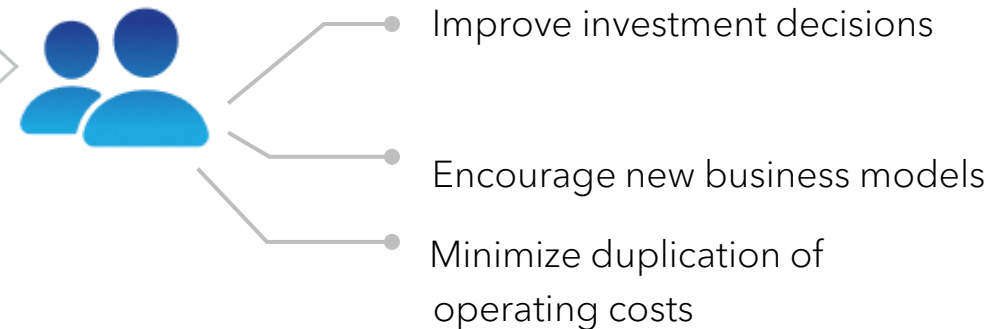 Improve investment decisions
Encourage new business models
Minimize duplication of
operating costs